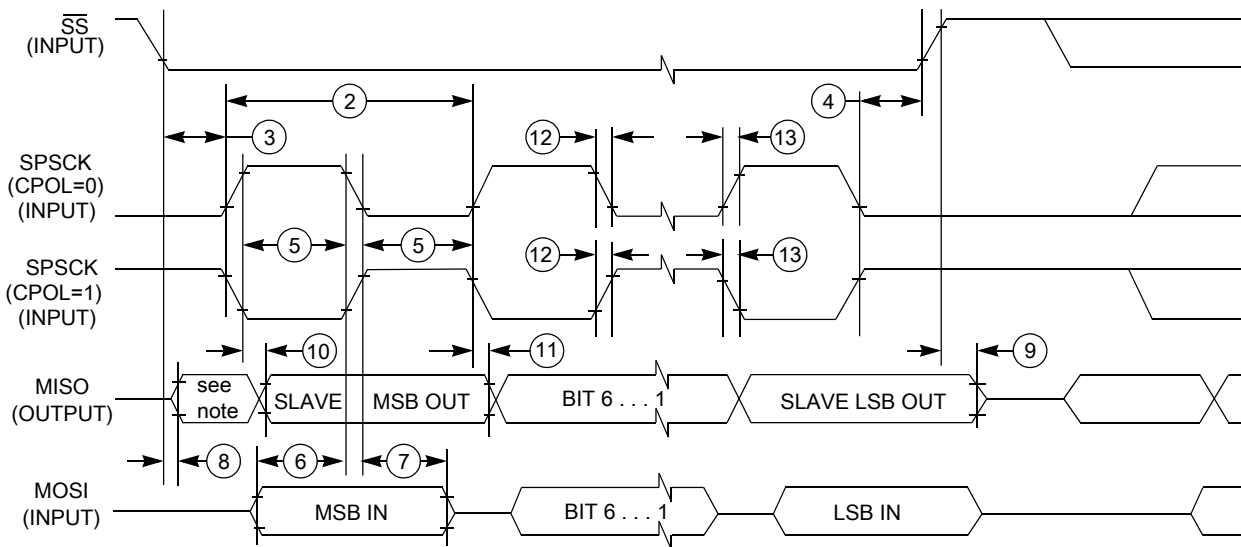 SS
(INPUT)
2
4
3
12
13
SPSCK
(CPOL=0)
(INPUT)
5
5
SPSCK
(CPOL=1)
(INPUT)
12
13
10
11
9
MISO
(OUTPUT)
see
note
SLAVE
MSB OUT
BIT 6 . . . 1
SLAVE LSB OUT
8
6
7
MOSI
(INPUT)
MSB IN
BIT 6 . . . 1
LSB IN